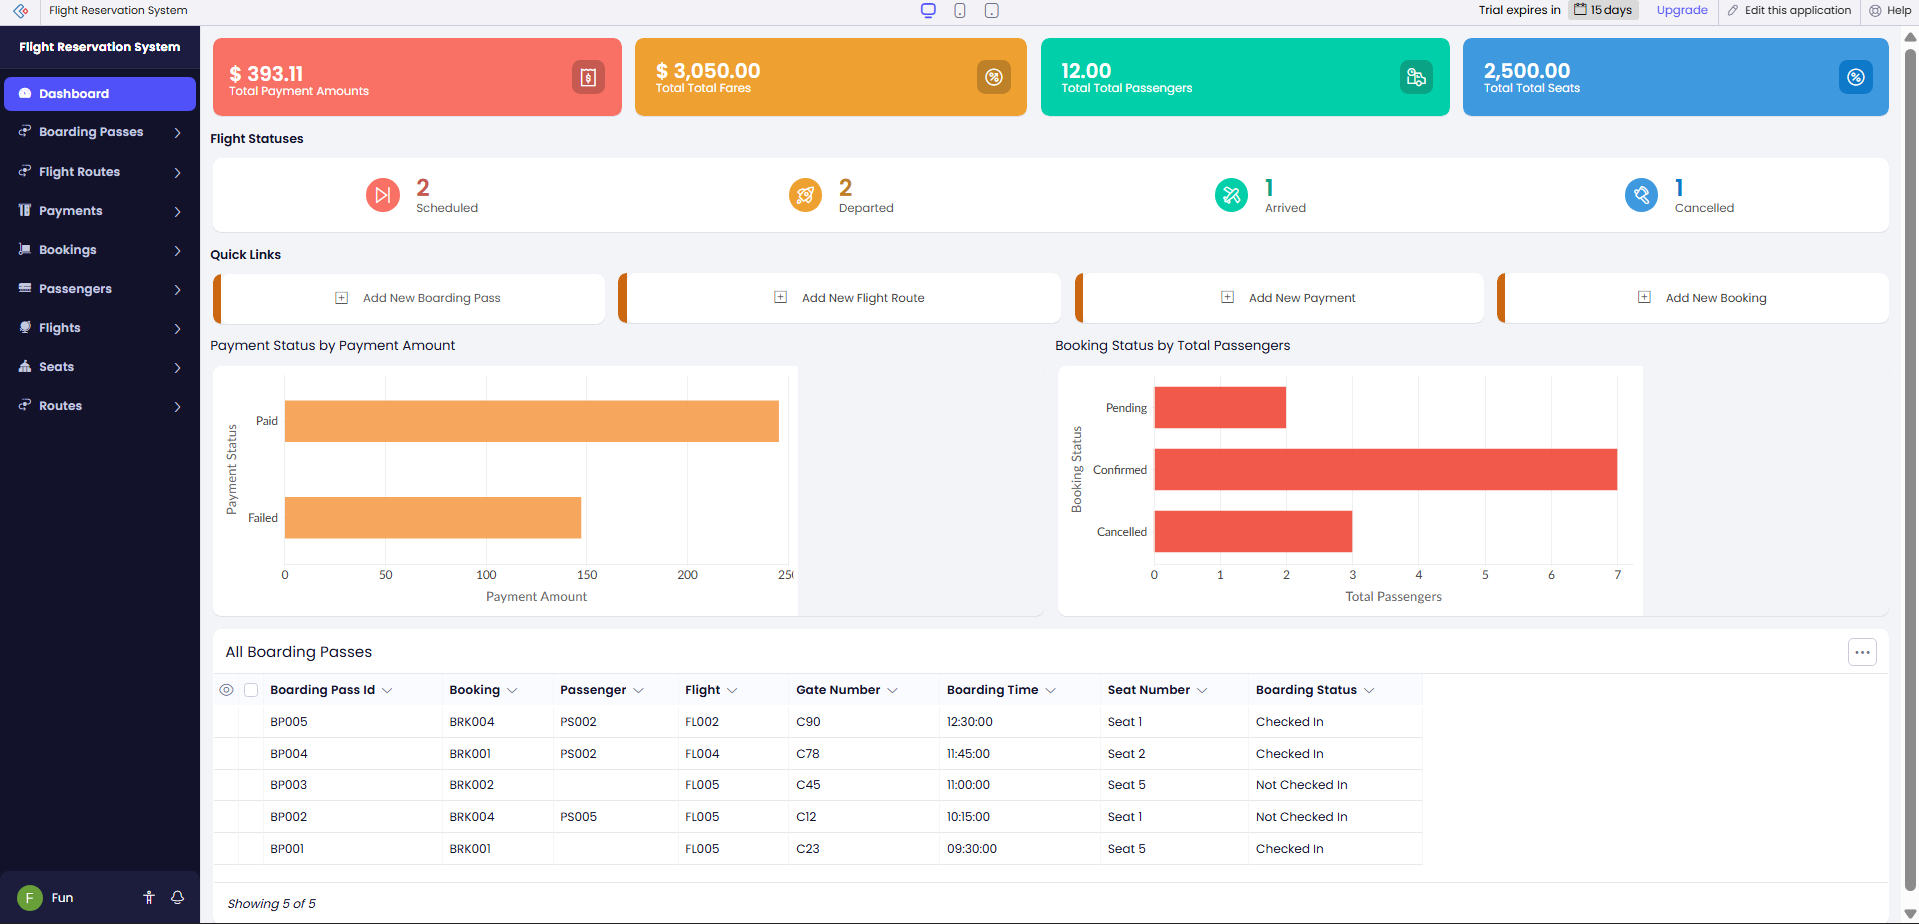 Flight Reservation System
Trial expires in 15 days Upgrade Edit this application Help
Flight Reservation System
Dashboard
Boarding Passes
Flight Routes
Payments
Bookings
Passengers
Flights
Seats
Routes
F Fun
$ 393.11
Total Payment Amounts
$ 3,050.00
Total Total Fares
12.00
Total Total Passengers
2,500.00
Total Total Seats
Flight Statuses
2
Scheduled
2
Departed
1
Arrived
1
Cancelled
Quick Links
Add New Boarding Pass
Add New Flight Route
Add New Payment
Add New Booking
Payment Status by Payment Amount
Payment Status
Paid
Failed
0 50 100 150 200 250
Payment Amount
Booking Status by Total Passengers
Booking Status
Pending
Confirmed
Cancelled
0 1 2 3 4 5 6 7
Total Passengers
All Boarding Passes
Boarding Pass Id Booking Passenger Flight Gate Number Boarding Time Seat Number Boarding Status
BP005 BRK004 PS002 FL002 C90 12:30:00 Seat 1 Checked In
BP004 BRK001 PS002 FL004 C78 11:45:00 Seat 2 Checked In
BP003 BRK002 FL005 C45 11:00:00 Seat 5 Not Checked In
BP002 BRK004 PS005 FL005 C12 10:15:00 Seat 1 Not Checked In
BP001 BRK001 FL005 C23 09:30:00 Seat 5 Checked In
Showing 5 of 5